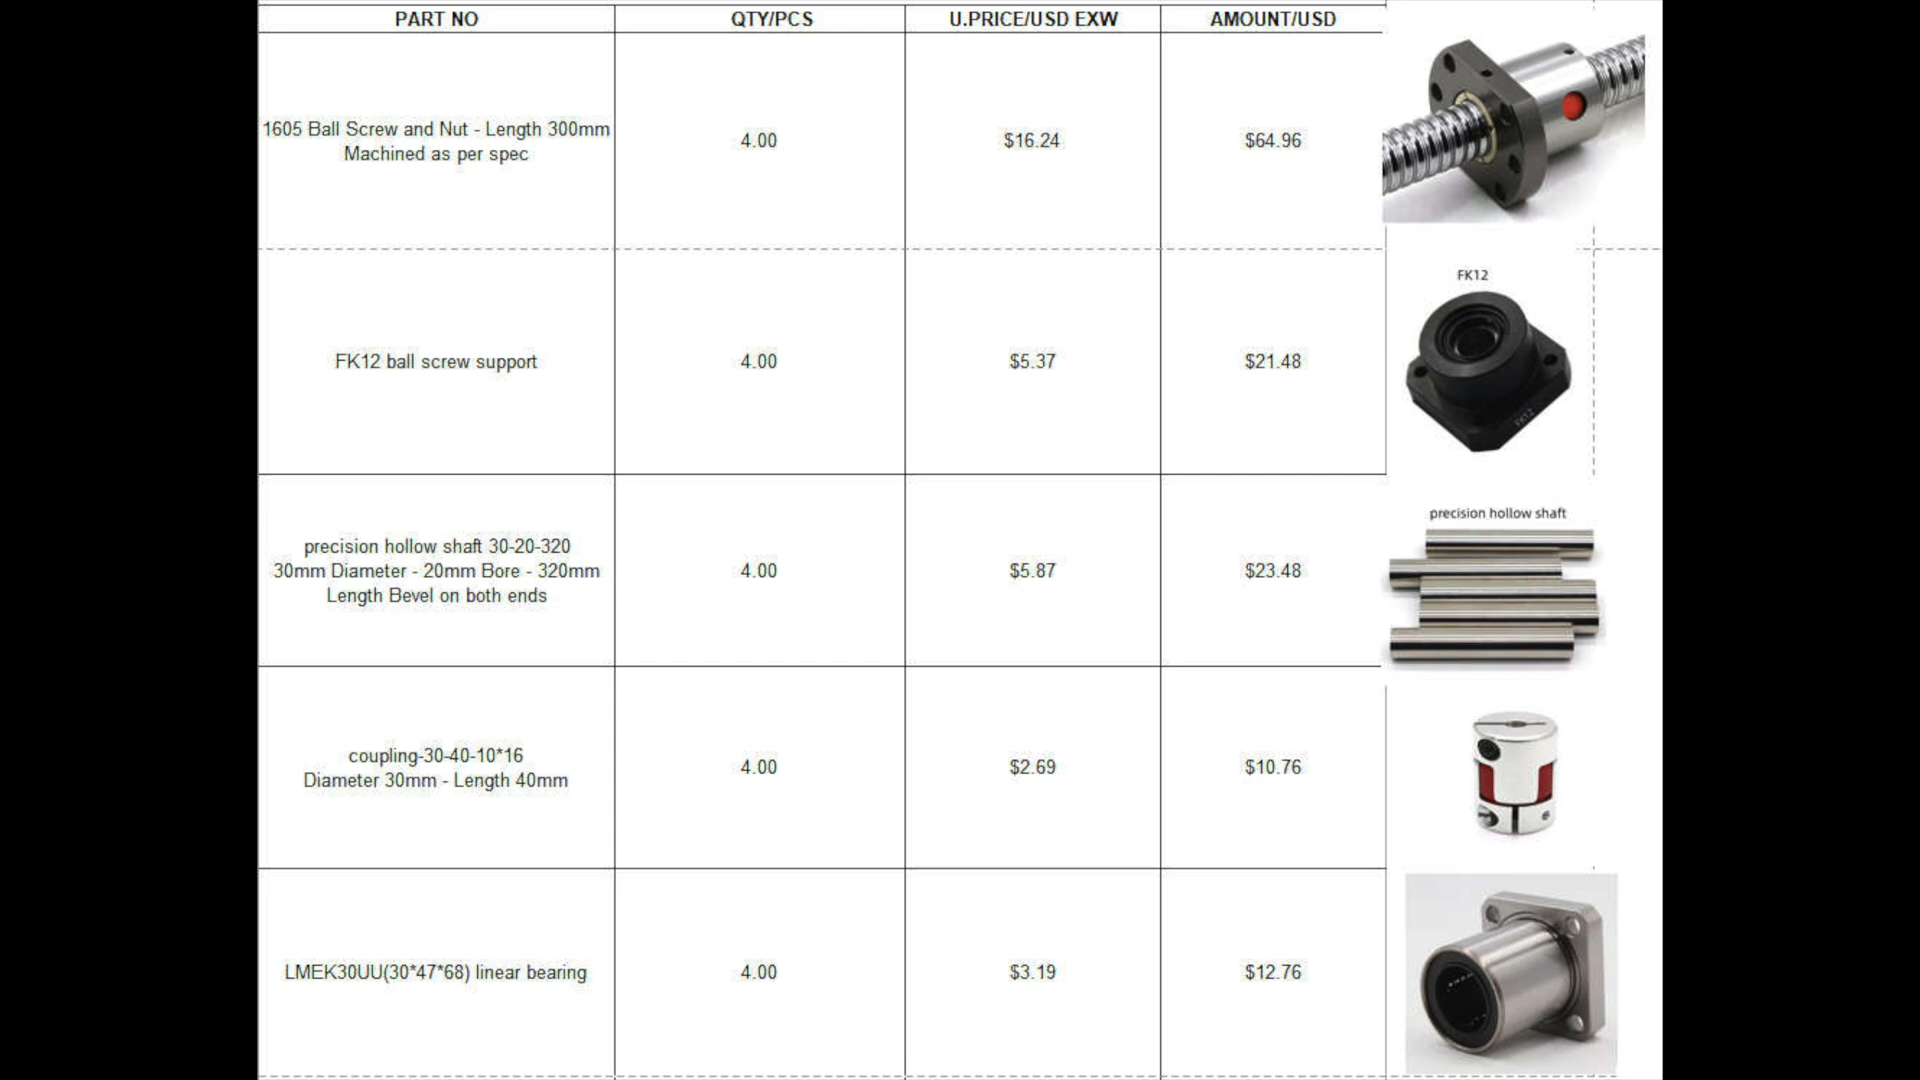 PART NO QTY/PCS U.PRICE/USD EXW AMOUNT/USD
1605 Ball Screw and Nut - Length 300mm
Machined as per spec
4.00 $16.24 $64.96
FK12
FK12 ball screw support 4.00 $5.37 $21.48
FK12
precision hollow shaft
precision hollow shaft 30-20-320
30mm Diameter - 20mm Bore - 320mm
Length Bevel on both ends
4.00 $5.87 $23.48
coupling-30-40-10*16
Diameter 30mm - Length 40mm
4.00 $2.69 $10.76
LMEK30UU(30*47*68) linear bearing 4.00 $3.19 $12.76